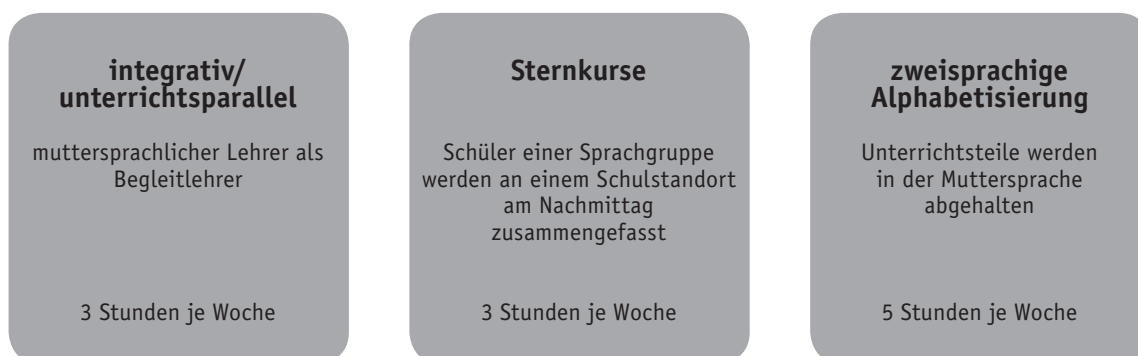 integrativ/
unterrichtsparallel
muttersprachlicher Lehrer als
Begleitlehrer
3 Stunden je Woche
Sternkurse
Schüler einer Sprachgruppe
werden an einem Schulstandort
am Nachmittag
zusammengefasst
3 Stunden je Woche
zweisprachige
Alphabetisierung
Unterrichtsteile werden
in der Muttersprache
abgehalten
5 Stunden je Woche